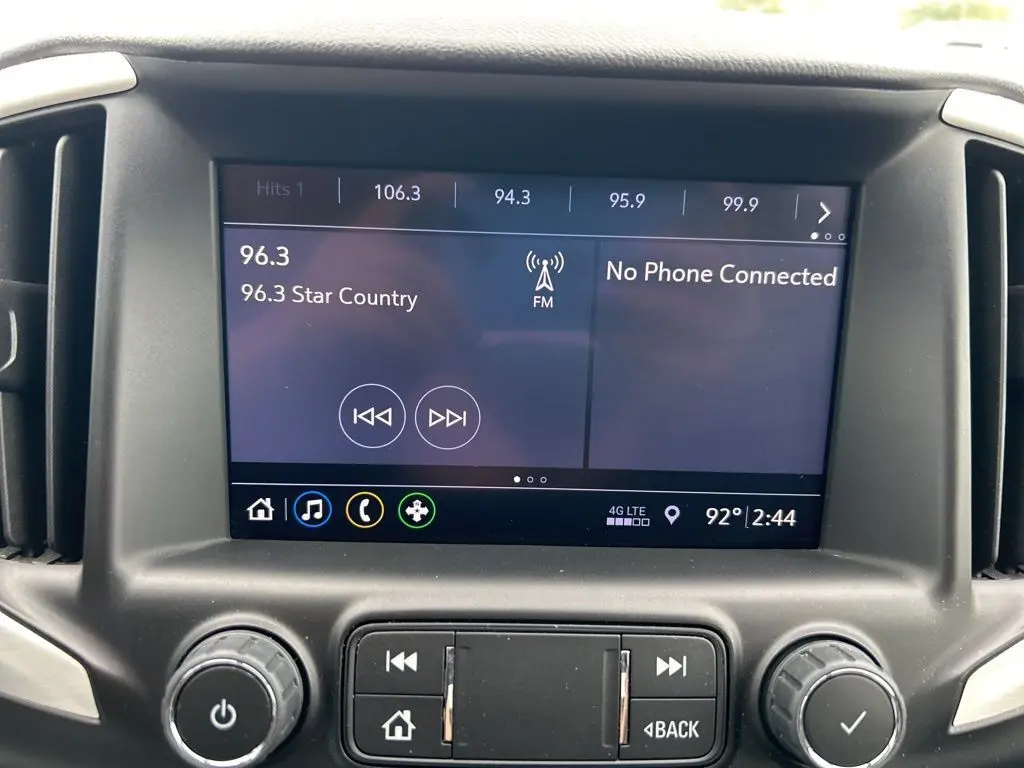 Hits 1 106.3 94.3 95.9 99.9
96.3
96.3 Star Country
FM
No Phone Connected
4G LTE
92° 2:44
BACK